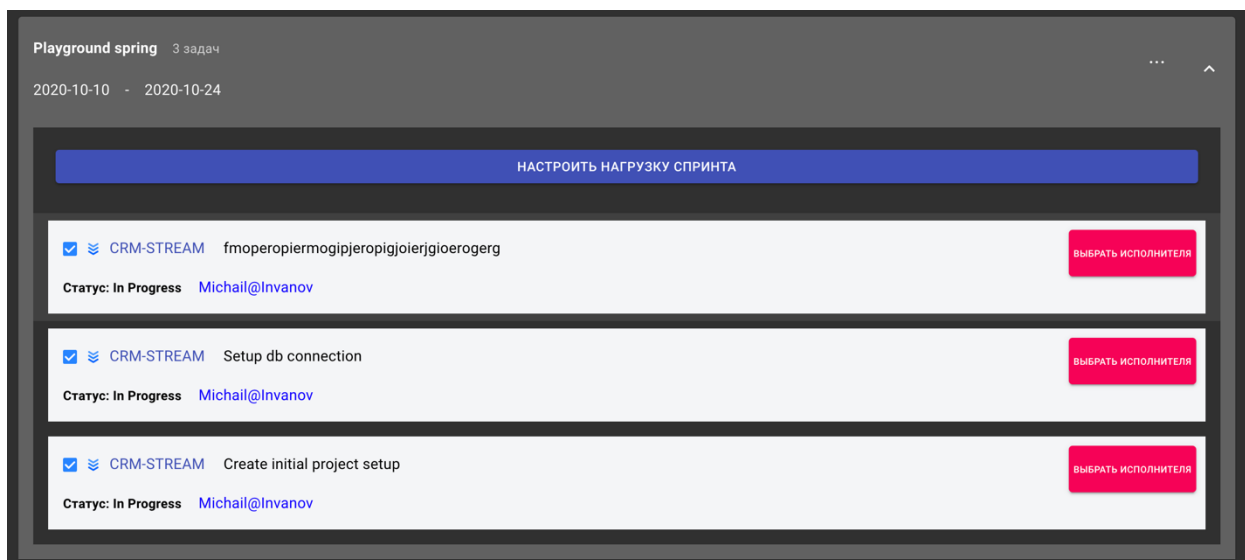 Playground spring 3 задач
...
2020-10-10 - 2020-10-24
НАСТРОИТЬ НАГРУЗКУ СПРИНТА
CRM-STREAM fmoperopiermogipjeropigjoierjgioerogerg
ВЫБРАТЬ ИСПОЛНИТЕЛЯ
Статус: In Progress Michail@Invanov
CRM-STREAM Setup db connection
ВЫБРАТЬ ИСПОЛНИТЕЛЯ
Статус: In Progress Michail@Invanov
CRM-STREAM Create initial project setup
ВЫБРАТЬ ИСПОЛНИТЕЛЯ
Статус: In Progress Michail@Invanov